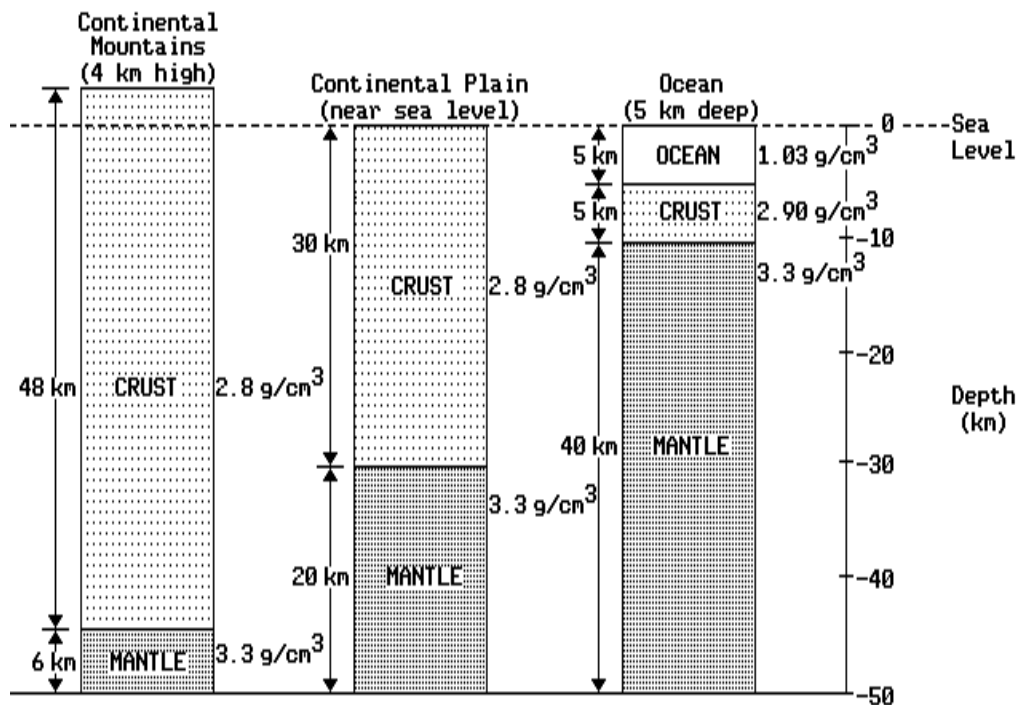 Continental
Mountains
(4 km high)
Continental Plain
(near sea level)
Ocean
(5 km deep)
0
Sea
Level
5 km
OCEAN
1.03 g/cm³
5 km
CRUST
2.90 g/cm³
-10
30 km
CRUST
2.8 g/cm³
3.3 g/cm³
-20
48 km
CRUST
2.8 g/cm³
Depth
(km)
40 km
MANTLE
-30
3.3 g/cm³
20 km
MANTLE
-40
6 km
MANTLE
3.3 g/cm³
-50